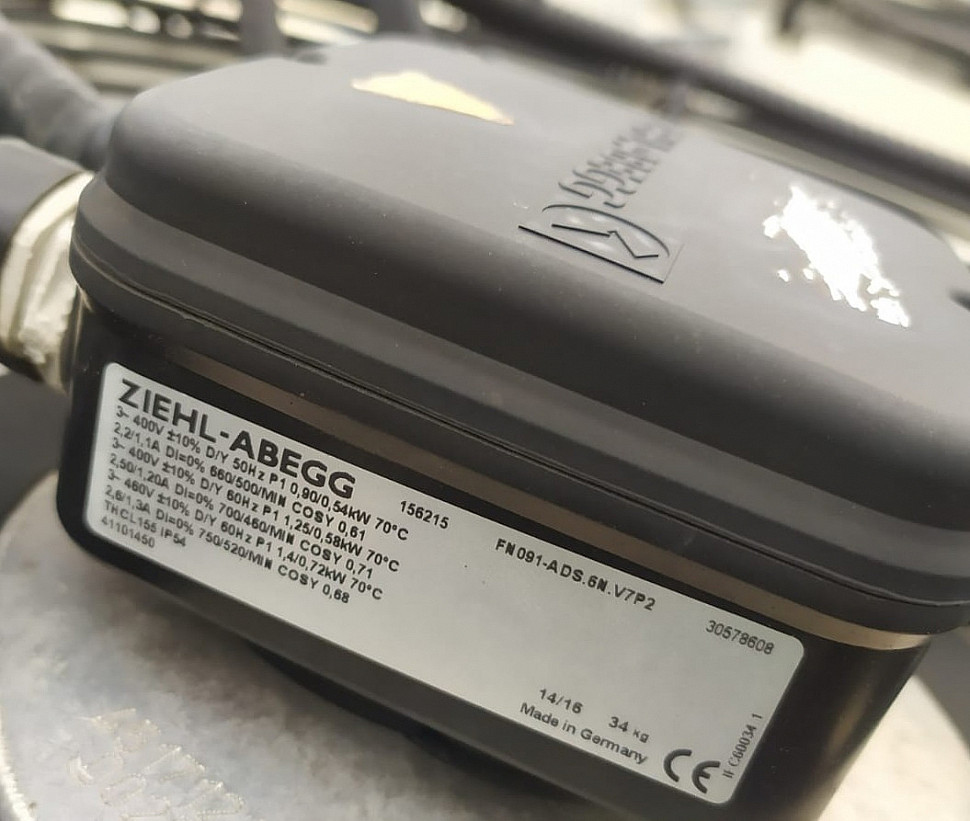 ZIEHL-ABEGG
156215
FN091-ADS.6N.V7P2
30578608
3~ 400V ±10% D/Y 50Hz P1 0,90/0,54kW 70°C
2,2/1,1A DI=0% 660/500/MIN COSY 0,61
3~ 400V ±10% D/Y 60Hz P1 1,25/0,58kW 70°C
2,50/1,20A DI=0% 700/460/MIN COSY 0,71
3~ 460V ±10% D/Y 60Hz P1 1,4/0,72kW 70°C
2,6/1,3A DI=0% 750/520/MIN COSY 0,68
THCL155 IP54
41101450
14/16 34 kg
Made in Germany
CE